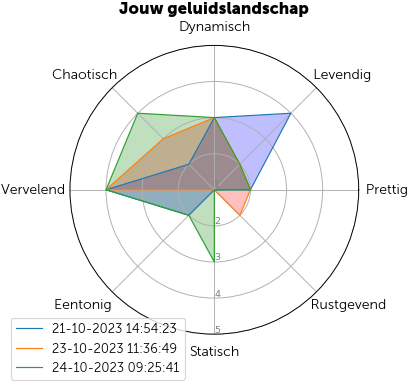 Jouw geluidslandschap
Dynamisch
Chaotisch
Levendig
Vervelend
Prettig
2
3
4
Eentonig
Rustgevend
5
Statisch
21-10-2023 14:54:23
23-10-2023 11:36:49
24-10-2023 09:25:41